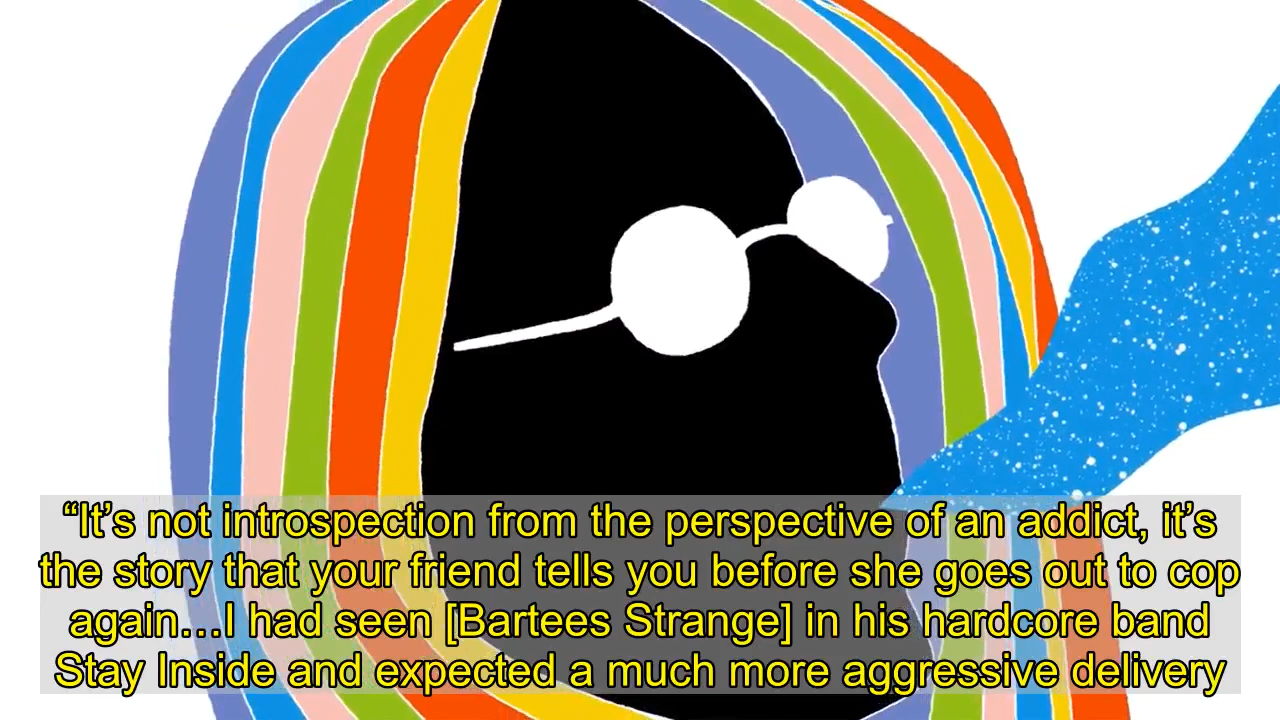 “It’s not introspection from the perspective of an addict, it’s
the story that your friend tells you before she goes out to cop
again…I had seen [Bartees Strange] in his hardcore band
Stay Inside and expected a much more aggressive delivery